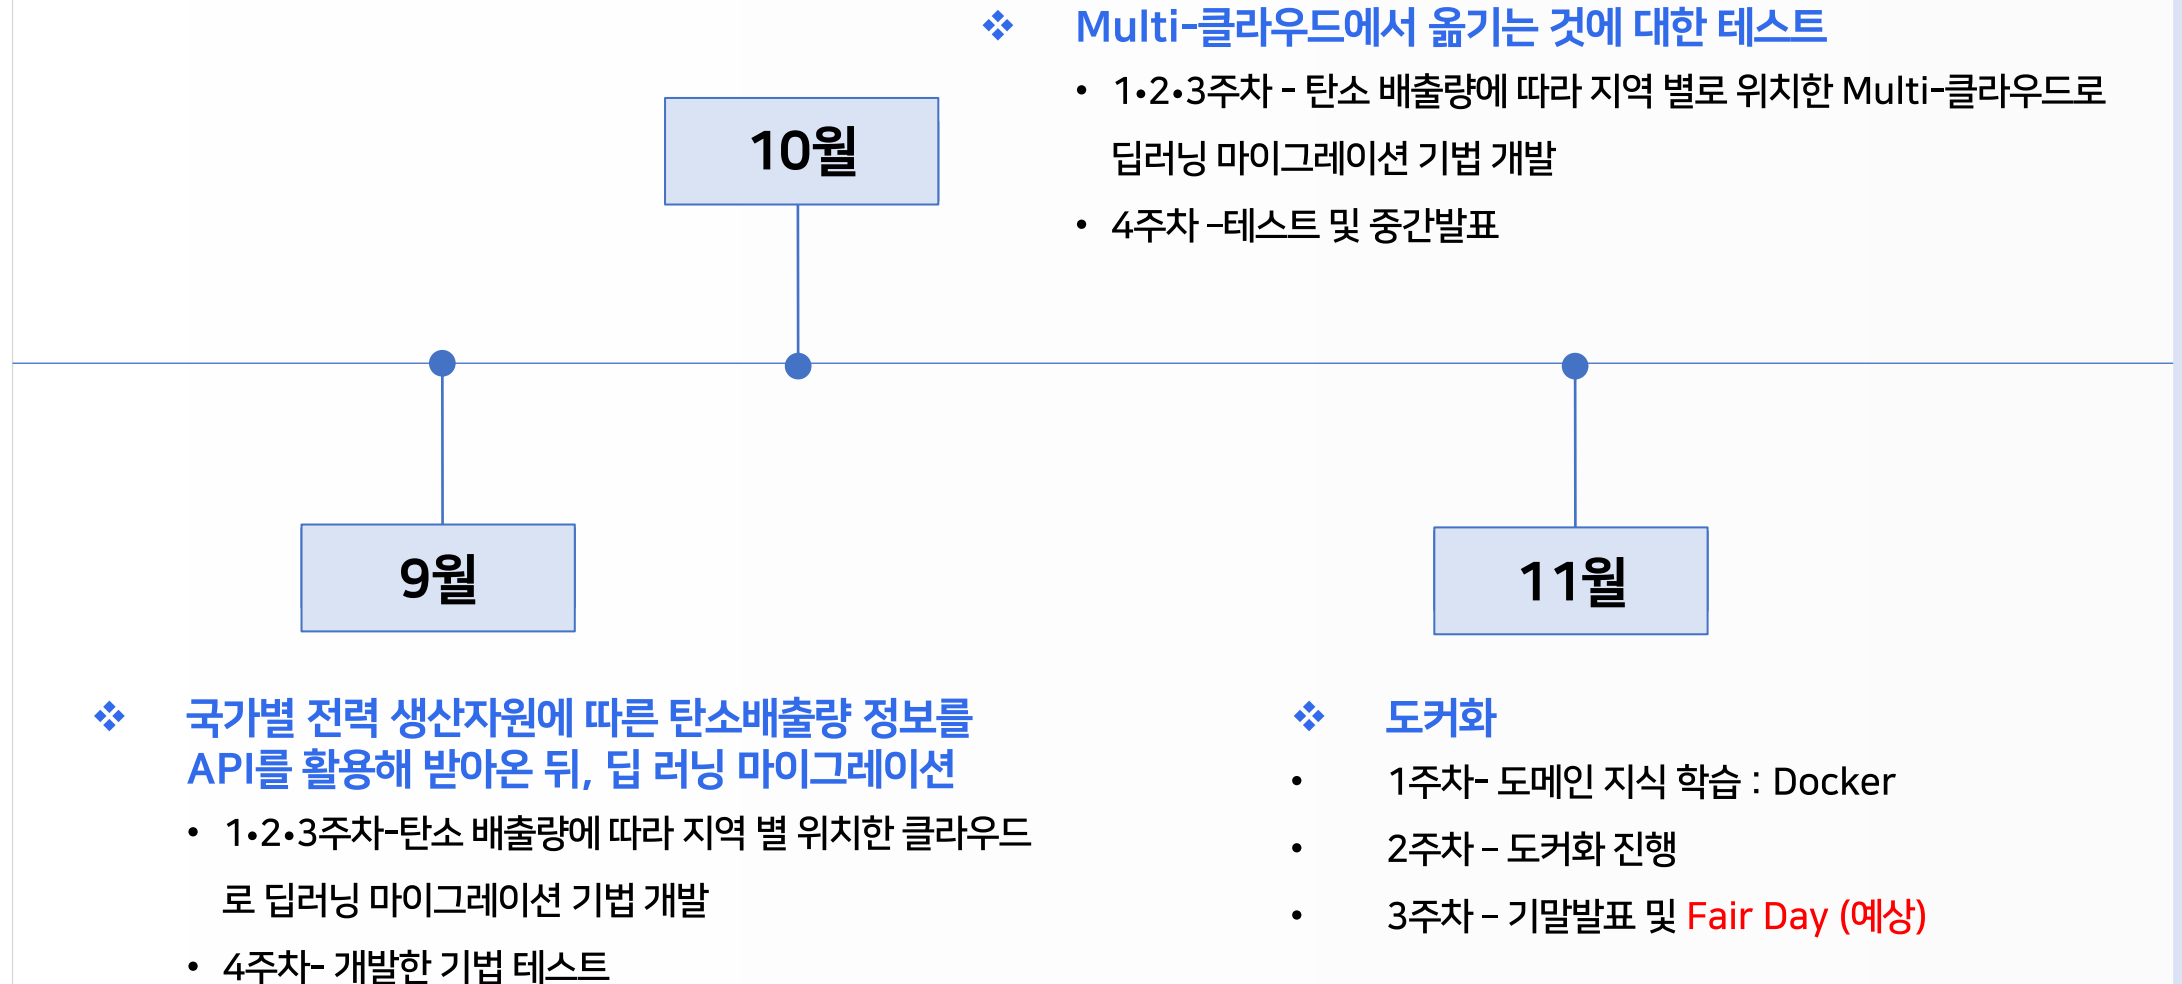 ❖ Multi-클라우드에서 옮기는 것에 대한 테스트
• 1•2•3주차 - 탄소 배출량에 따라 지역 별로 위치한 Multi-클라우드로
딥러닝 마이그레이션 기법 개발
• 4주차 –테스트 및 중간발표
10월
9월
11월
❖ 국가별 전력 생산자원에 따른 탄소배출량 정보를
API를 활용해 받아온 뒤, 딥 러닝 마이그레이션
• 1•2•3주차-탄소 배출량에 따라 지역 별 위치한 클라우드
로 딥러닝 마이그레이션 기법 개발
• 4주차- 개발한 기법 테스트
❖ 도커화
• 1주차- 도메인 지식 학습 : Docker
• 2주차 – 도커화 진행
• 3주차 – 기말발표 및 Fair Day (예상)